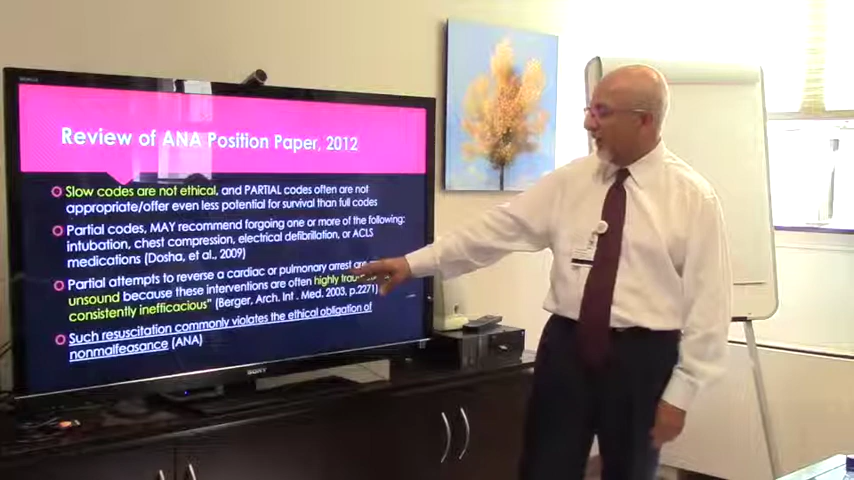 Review of ANA Position Paper, 2012
Slow codes are not ethical, and PARTIAL codes often are not
appropriate/offer even less potential for survival than full codes
Partial codes, MAY recommend forgoing one or more of the following:
intubation, chest compression, electrical defibrillation, or ACLS
medications (Dosha, et al., 2009)
Partial attempts to reverse a cardiac or pulmonary arrest are
unsound because these interventions are often highly
consistently inefficacious" (Berger, Arch. Int . Med. 2003, p.2271)
Such resuscitation commonly violates the ethical obligation of
nonmalfeasance (ANA)
SONY